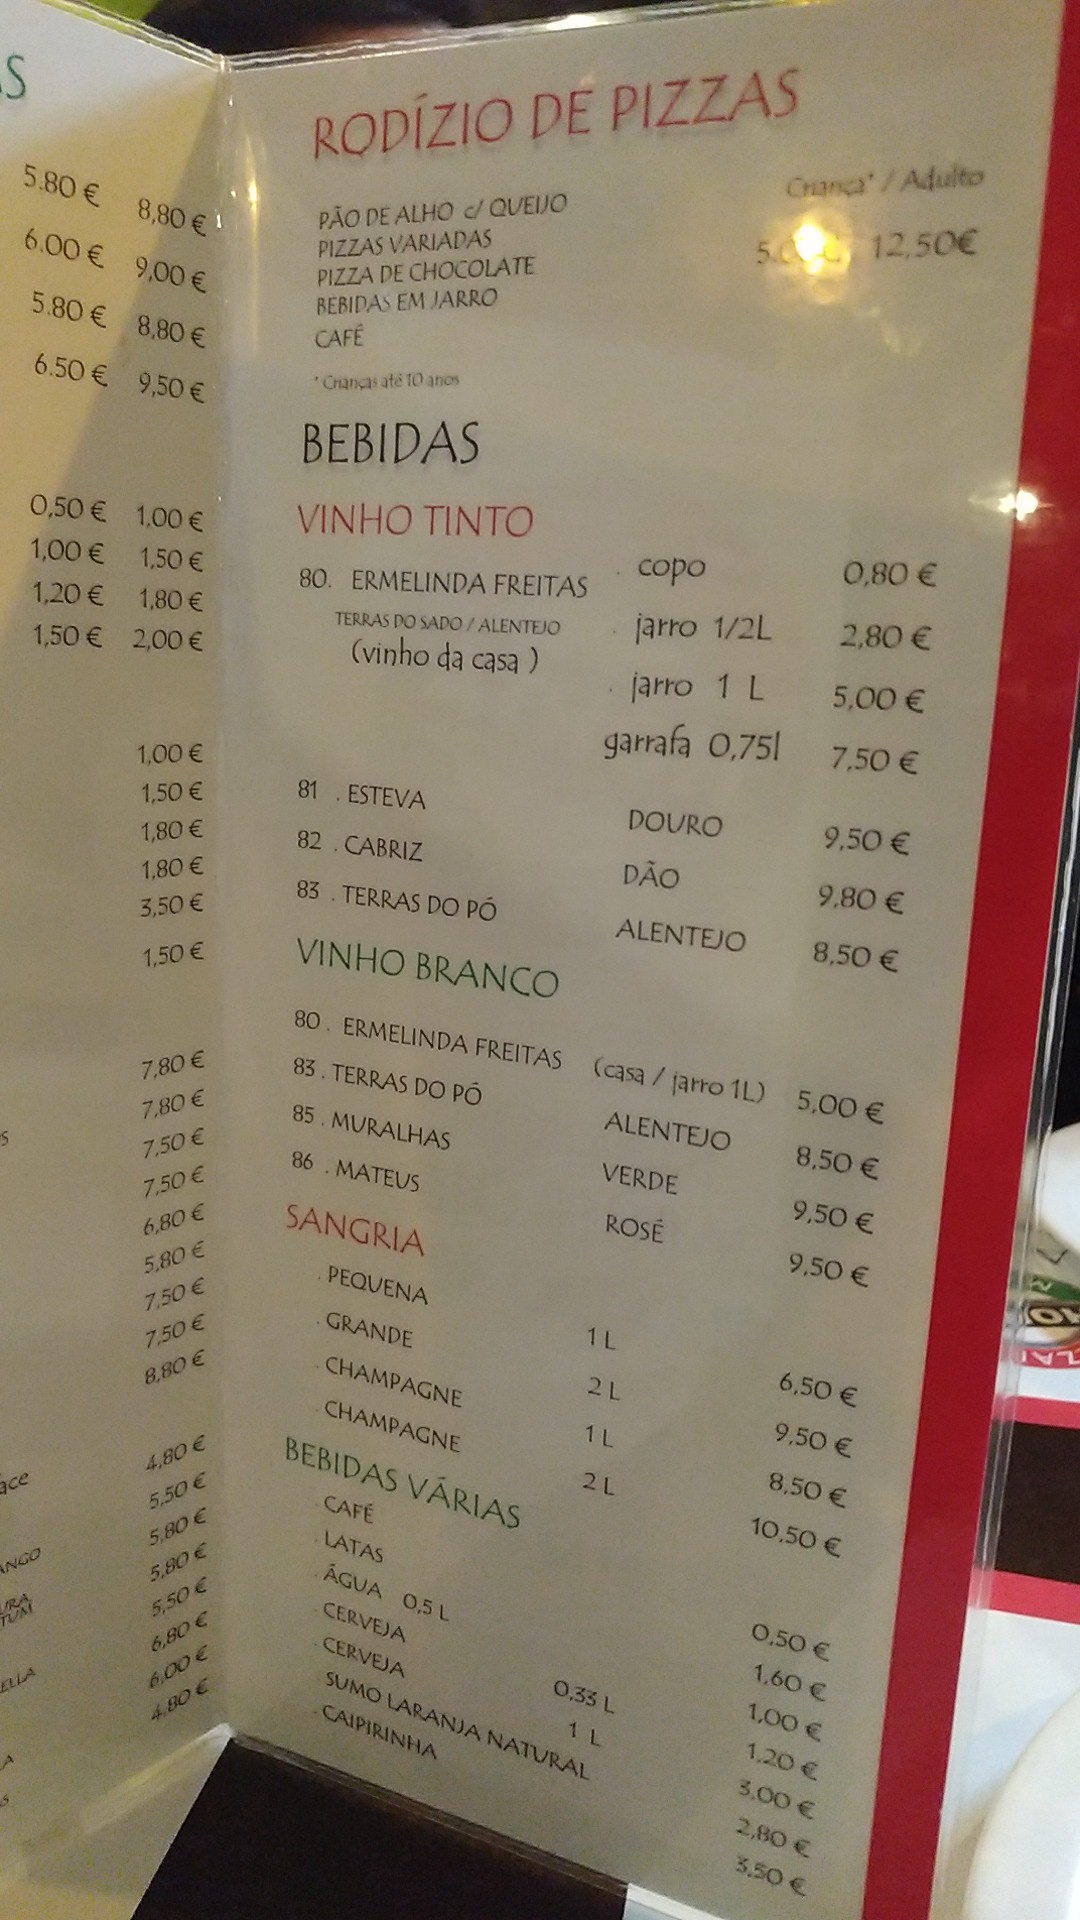 S
5.80 € 8,80 €
6.00 € 9,00 €
5.80 € 8,80 €
6.50 € 9,50 €
0,50 € 1,00 €
1,00 € 1,50 €
1,20 € 1,80 €
1,50 € 2,00 €
1,00 €
1,50 €
1,80 €
1,80 €
3,50 €
1,50 €
7,80 €
7,80 €
7,50 €
7,50 €
6,80 €
5,80 €
7,50 €
7,50 €
8,80 €
4,80 €
5,50 €
5,80 €
5,80 €
5,50 €
6,80 €
6,00 €
4,80 €
RODÍZIO DE PIZZAS
Criança* / Adulto
PÃO DE ALHO c/ QUEIJO
PIZZAS VARIADAS 12,50€
PIZZA DE CHOCOLATE
BEBIDAS EM JARRO
CAFÉ
* Crianças até 10 anos
BEBIDAS
VINHO TINTO
80. ERMELINDA FREITAS . copo 0,80 €
TERRAS DO SADO / ALENTEJO . jarro 1/2L 2,80 €
(vinho da casa ) . jarro 1 L 5,00 €
garrafa 0,75l 7,50 €
81 . ESTEVA DOURO 9,50 €
82 . CABRIZ DÃO 9,80 €
83 . TERRAS DO PÓ ALENTEJO 8,50 €
VINHO BRANCO
80 . ERMELINDA FREITAS (casa / jarro 1L) 5,00 €
83 . TERRAS DO PÓ ALENTEJO 8,50 €
85 . MURALHAS VERDE 9,50 €
86 . MATEUS ROSÉ 9,50 €
SANGRIA
. PEQUENA 1 L 6,50 €
. GRANDE 2 L 9,50 €
. CHAMPAGNE 1 L 8,50 €
. CHAMPAGNE 2 L 10,50 €
BEBIDAS VÁRIAS
. CAFÉ 0,50 €
. LATAS 1,60 €
. ÁGUA 0,5 L 1,00 €
. CERVEJA 0,33 L 1,20 €
. CERVEJA 1 L 3,00 €
. SUMO LARANJA NATURAL 2,80 €
. CAIPIRINHA 3,50 €